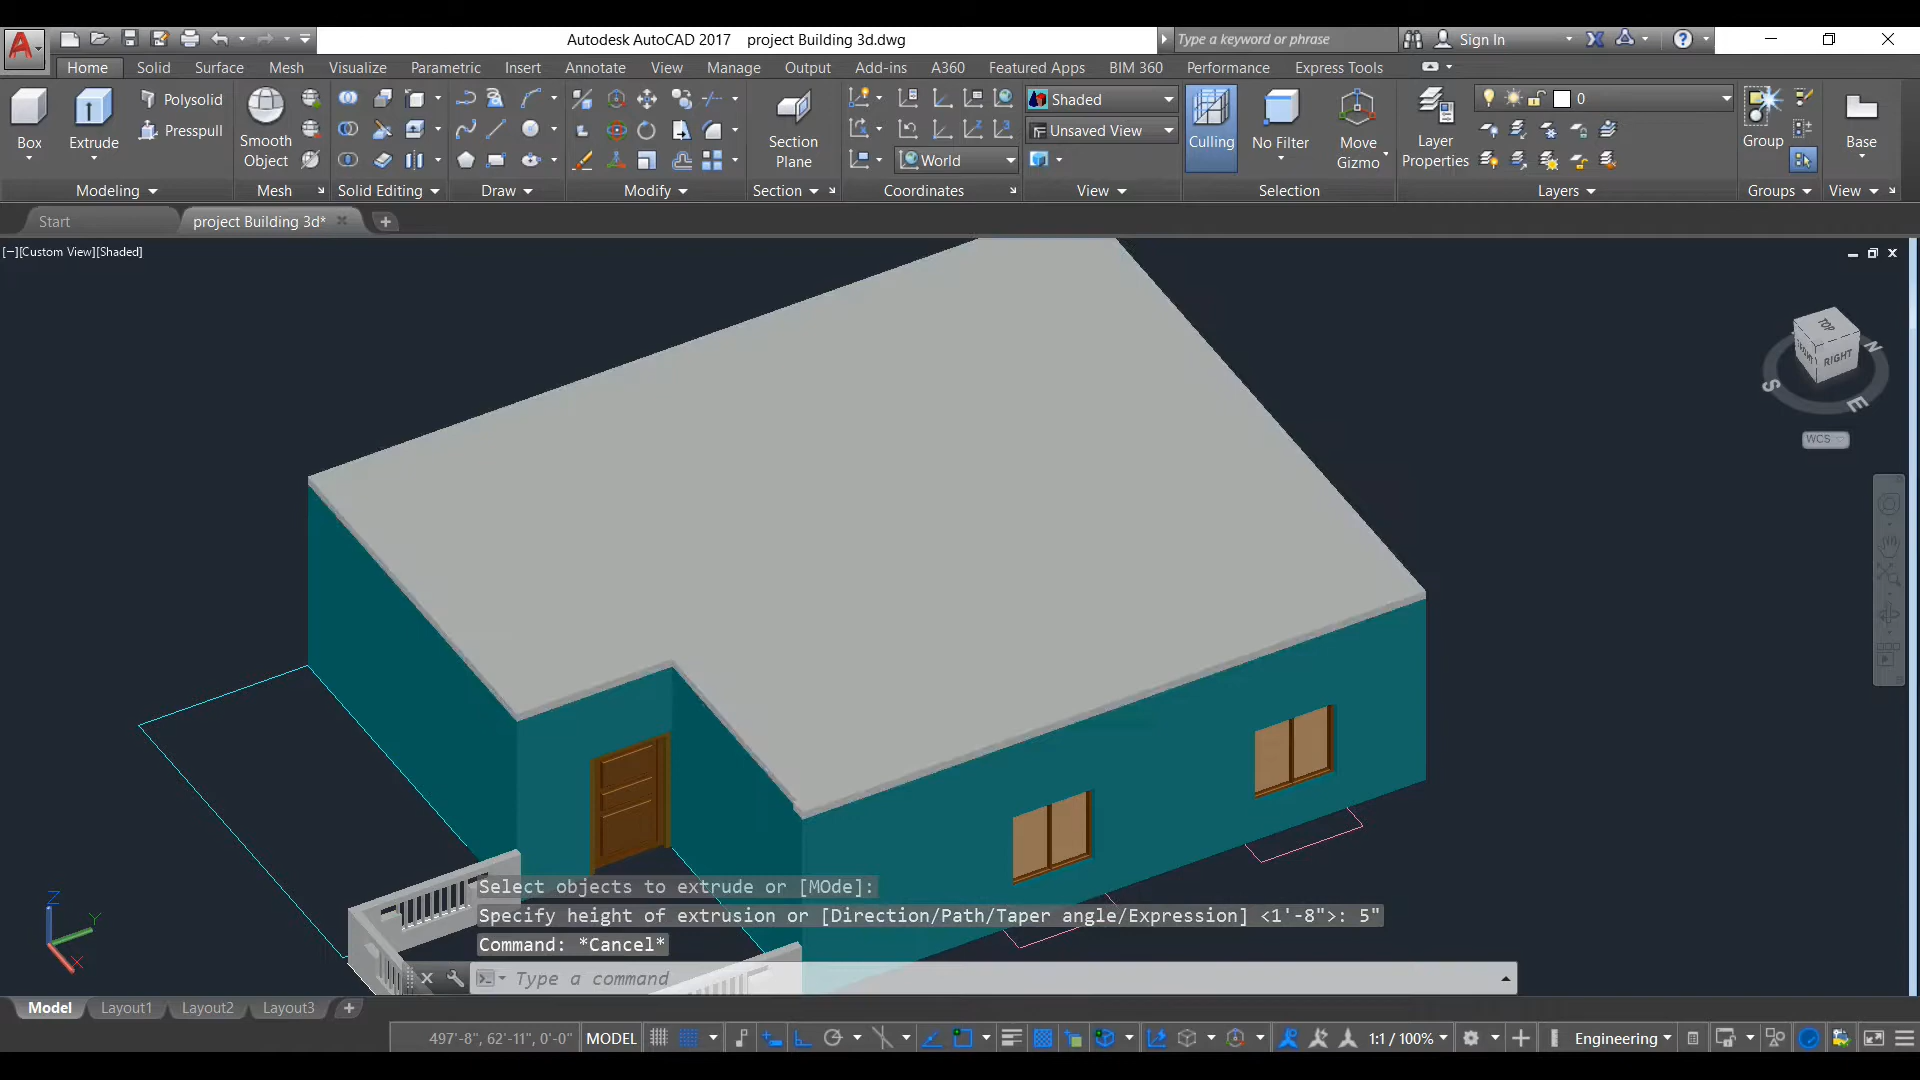 Autodesk AutoCAD 2017 project Building 3d.dwg
Type a keyword or phrase
Sign In
Home Solid Surface Mesh Visualize Parametric Insert Annotate View Manage Output Add-ins A360 Featured Apps BIM 360 Performance Express Tools
Box
Extrude
Polysolid
Presspull
Smooth
Object
Section
Plane
World
Shaded
Unsaved View
Culling
No Filter
Move
Gizmo
Layer
Properties
0
Group
Base
Modeling Mesh Solid Editing Draw Modify Section Coordinates View Selection Layers Groups View
Start project Building 3d*
[−][Custom View][Shaded]
TOP
FRONT
RIGHT
N
S
E
WCS
Z
Y
X
Select objects to extrude or [MOde]:
Specify height of extrusion or [Direction/Path/Taper angle/Expression] <1'-8">: 5"
Command: *Cancel*
Type a command
Model Layout1 Layout2 Layout3
497'-8", 62'-11", 0'-0" MODEL 1:1 / 100% Engineering